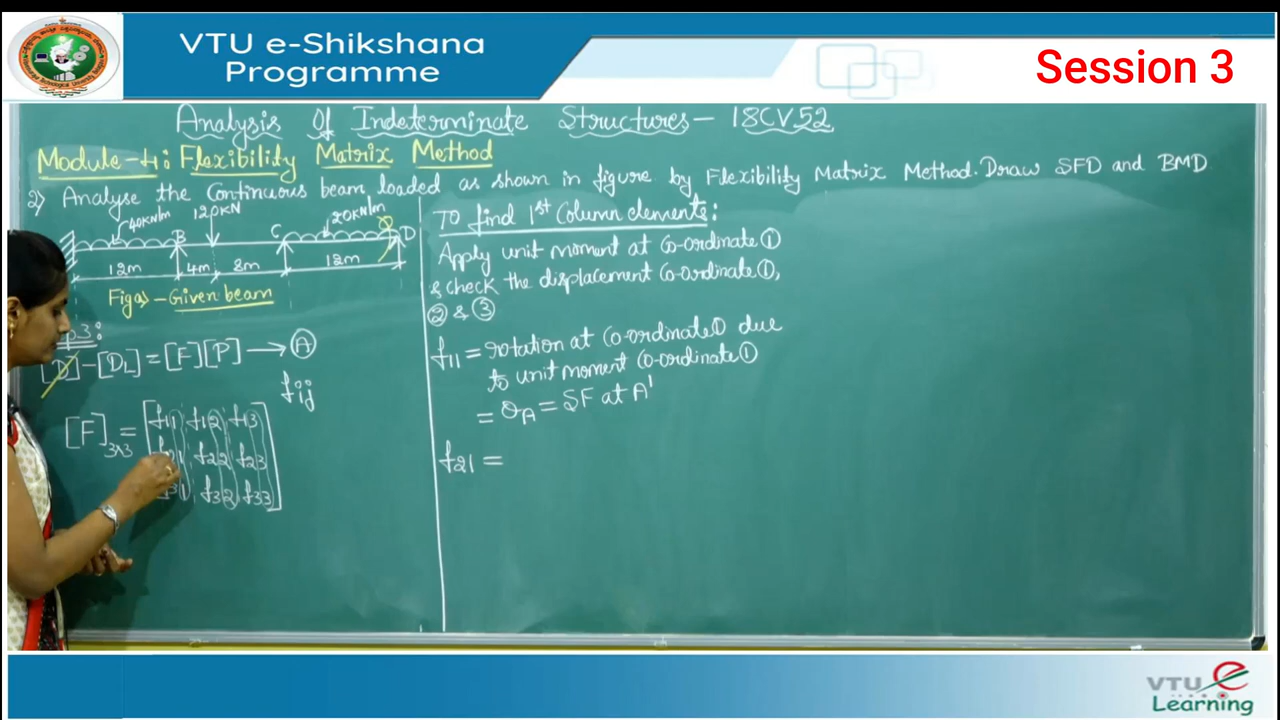 VTU e-Shikshana
Programme
Session 3
Analysis Of Indeterminate Structures - 18CV52
Module-4: Flexibility Matrix Method
2) Analyse the Continuous beam loaded as shown in figure by Flexibility Matrix Method. Draw SFD and BMD
40kN/m B 120kN C 20kN/m D
12m 4m 8m 12m
Fig a) - Given beam
p3:
[D] - [DL] = [F][P] → (A)
fij
[F]3x3 = [f11 f12 f13
f22 f23
f32 f33]
To find 1st Column elements:
Apply unit moment at Co-ordinate ①
& check the displacement Co-ordinate ①,
② & ③
f11 = rotation at Co-ordinate ① due
to unit moment Co-ordinate ①
= θA = SF at A'
f21 =
VTU e
Learning